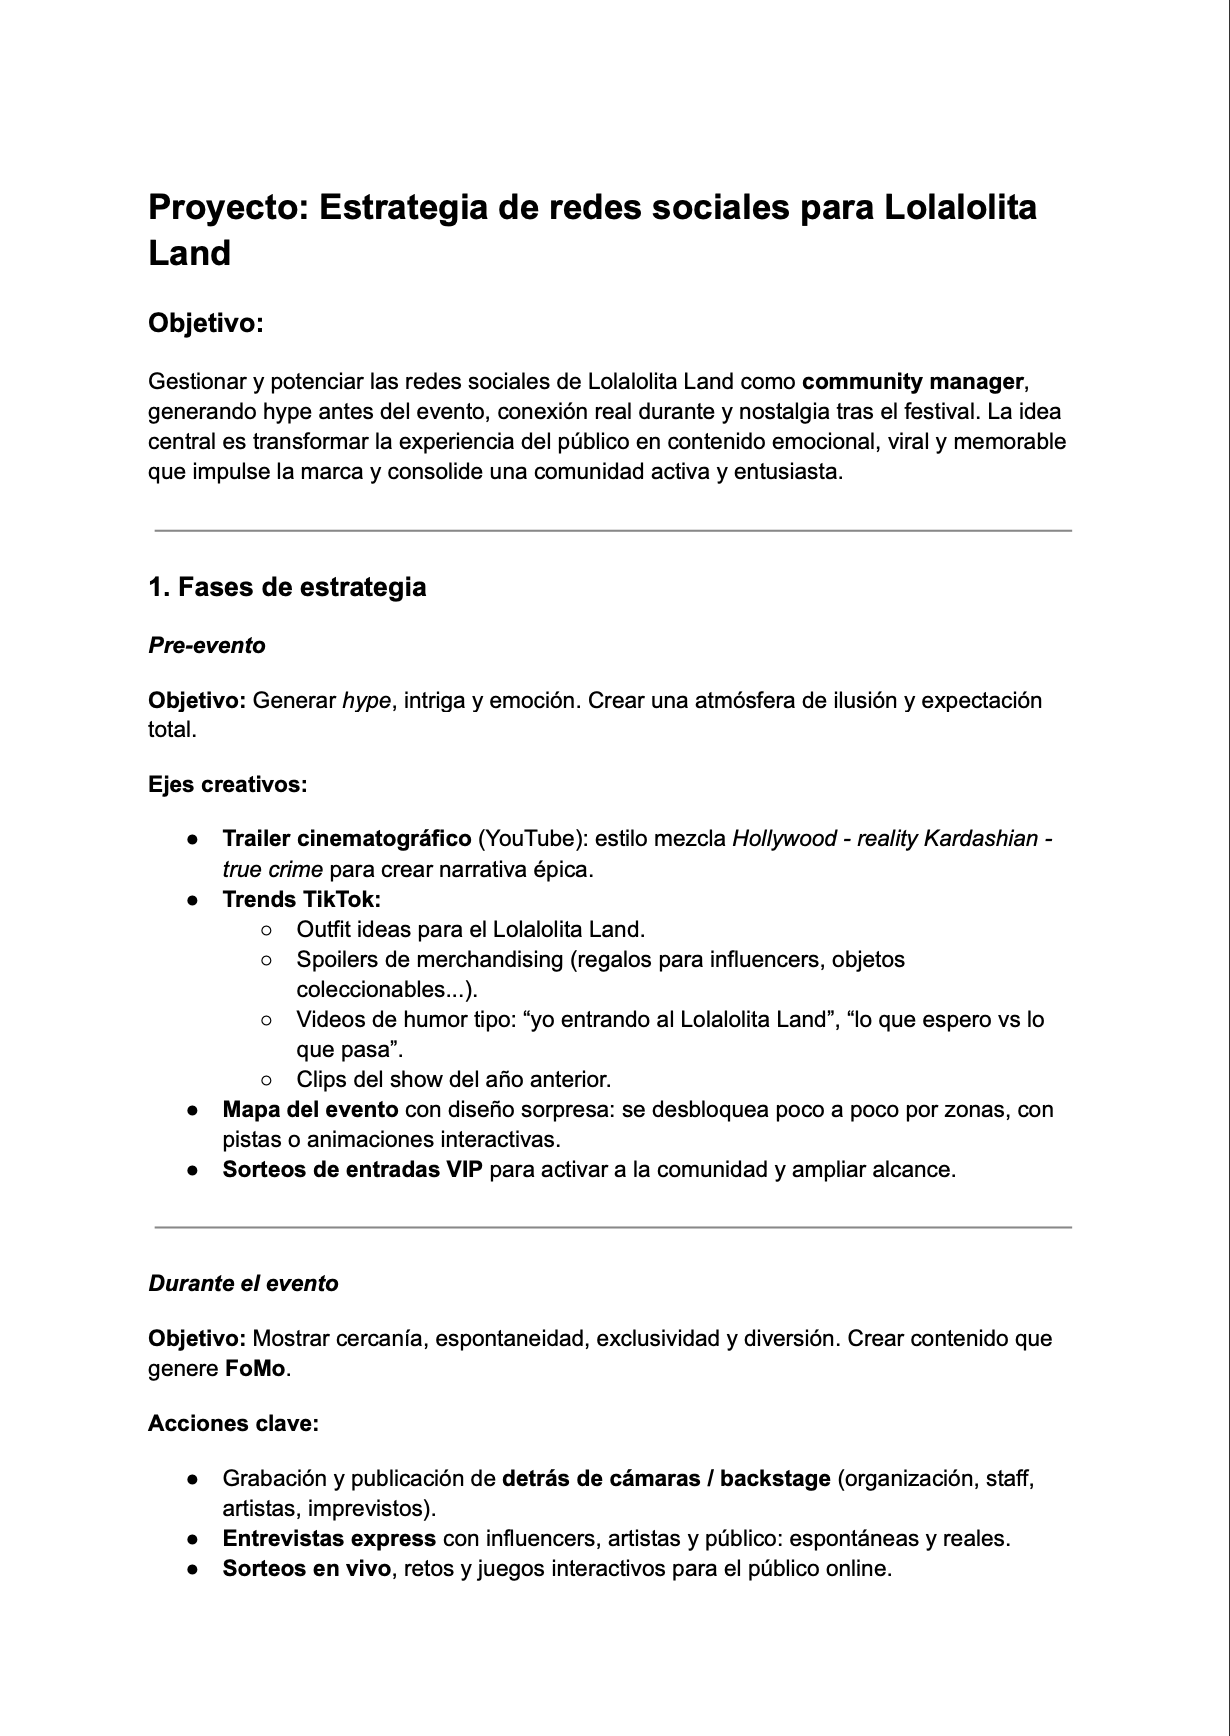 Proyecto: Estrategia de redes sociales para Lolalolita
Land
Objetivo:
Gestionar y potenciar las redes sociales de Lolalolita Land como community manager,
generando hype antes del evento, conexión real durante y nostalgia tras el festival. La idea
central es transformar la experiencia del público en contenido emocional, viral y memorable
que impulse la marca y consolide una comunidad activa y entusiasta.
1. Fases de estrategia
Pre-evento
Objetivo: Generar hype, intriga y emoción. Crear una atmósfera de ilusión y expectación
total.
Ejes creativos:
● Trailer cinematográfico (YouTube): estilo mezcla Hollywood - reality Kardashian -
true crime para crear narrativa épica.
● Trends TikTok:
○ Outfit ideas para el Lolalolita Land.
○ Spoilers de merchandising (regalos para influencers, objetos
coleccionables...).
○ Videos de humor tipo: “yo entrando al Lolalolita Land”, “lo que espero vs lo
que pasa”.
○ Clips del show del año anterior.
● Mapa del evento con diseño sorpresa: se desbloquea poco a poco por zonas, con
pistas o animaciones interactivas.
● Sorteos de entradas VIP para activar a la comunidad y ampliar alcance.
Durante el evento
Objetivo: Mostrar cercanía, espontaneidad, exclusividad y diversión. Crear contenido que
genere FoMo.
Acciones clave:
● Grabación y publicación de detrás de cámaras / backstage (organización, staff,
artistas, imprevistos).
● Entrevistas express con influencers, artistas y público: espontáneas y reales.
● Sorteos en vivo, retos y juegos interactivos para el público online.